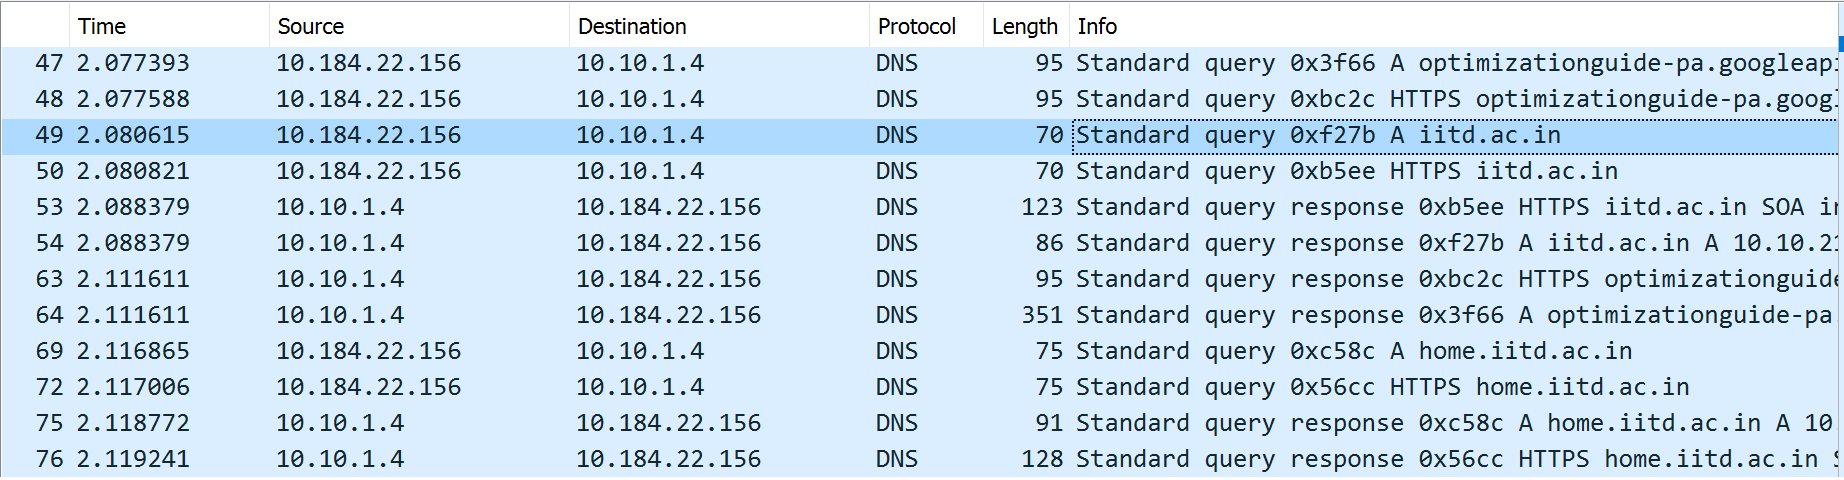 Time Source Destination Protocol Length Info
47 2.077393 10.184.22.156 10.10.1.4 DNS 95 Standard query 0x3f66 A optimizationguide-pa.googleapi
48 2.077588 10.184.22.156 10.10.1.4 DNS 95 Standard query 0xbc2c HTTPS optimizationguide-pa.goog
49 2.080615 10.184.22.156 10.10.1.4 DNS 70 Standard query 0xf27b A iitd.ac.in
50 2.080821 10.184.22.156 10.10.1.4 DNS 70 Standard query 0xb5ee HTTPS iitd.ac.in
53 2.088379 10.10.1.4 10.184.22.156 DNS 123 Standard query response 0xb5ee HTTPS iitd.ac.in SOA in
54 2.088379 10.10.1.4 10.184.22.156 DNS 86 Standard query response 0xf27b A iitd.ac.in A 10.10.21
63 2.111611 10.10.1.4 10.184.22.156 DNS 95 Standard query response 0xbc2c HTTPS optimizationguide
64 2.111611 10.10.1.4 10.184.22.156 DNS 351 Standard query response 0x3f66 A optimizationguide-pa.
69 2.116865 10.184.22.156 10.10.1.4 DNS 75 Standard query 0xc58c A home.iitd.ac.in
72 2.117006 10.184.22.156 10.10.1.4 DNS 75 Standard query 0x56cc HTTPS home.iitd.ac.in
75 2.118772 10.10.1.4 10.184.22.156 DNS 91 Standard query response 0xc58c A home.iitd.ac.in A 10.
76 2.119241 10.10.1.4 10.184.22.156 DNS 128 Standard query response 0x56cc HTTPS home.iitd.ac.in S